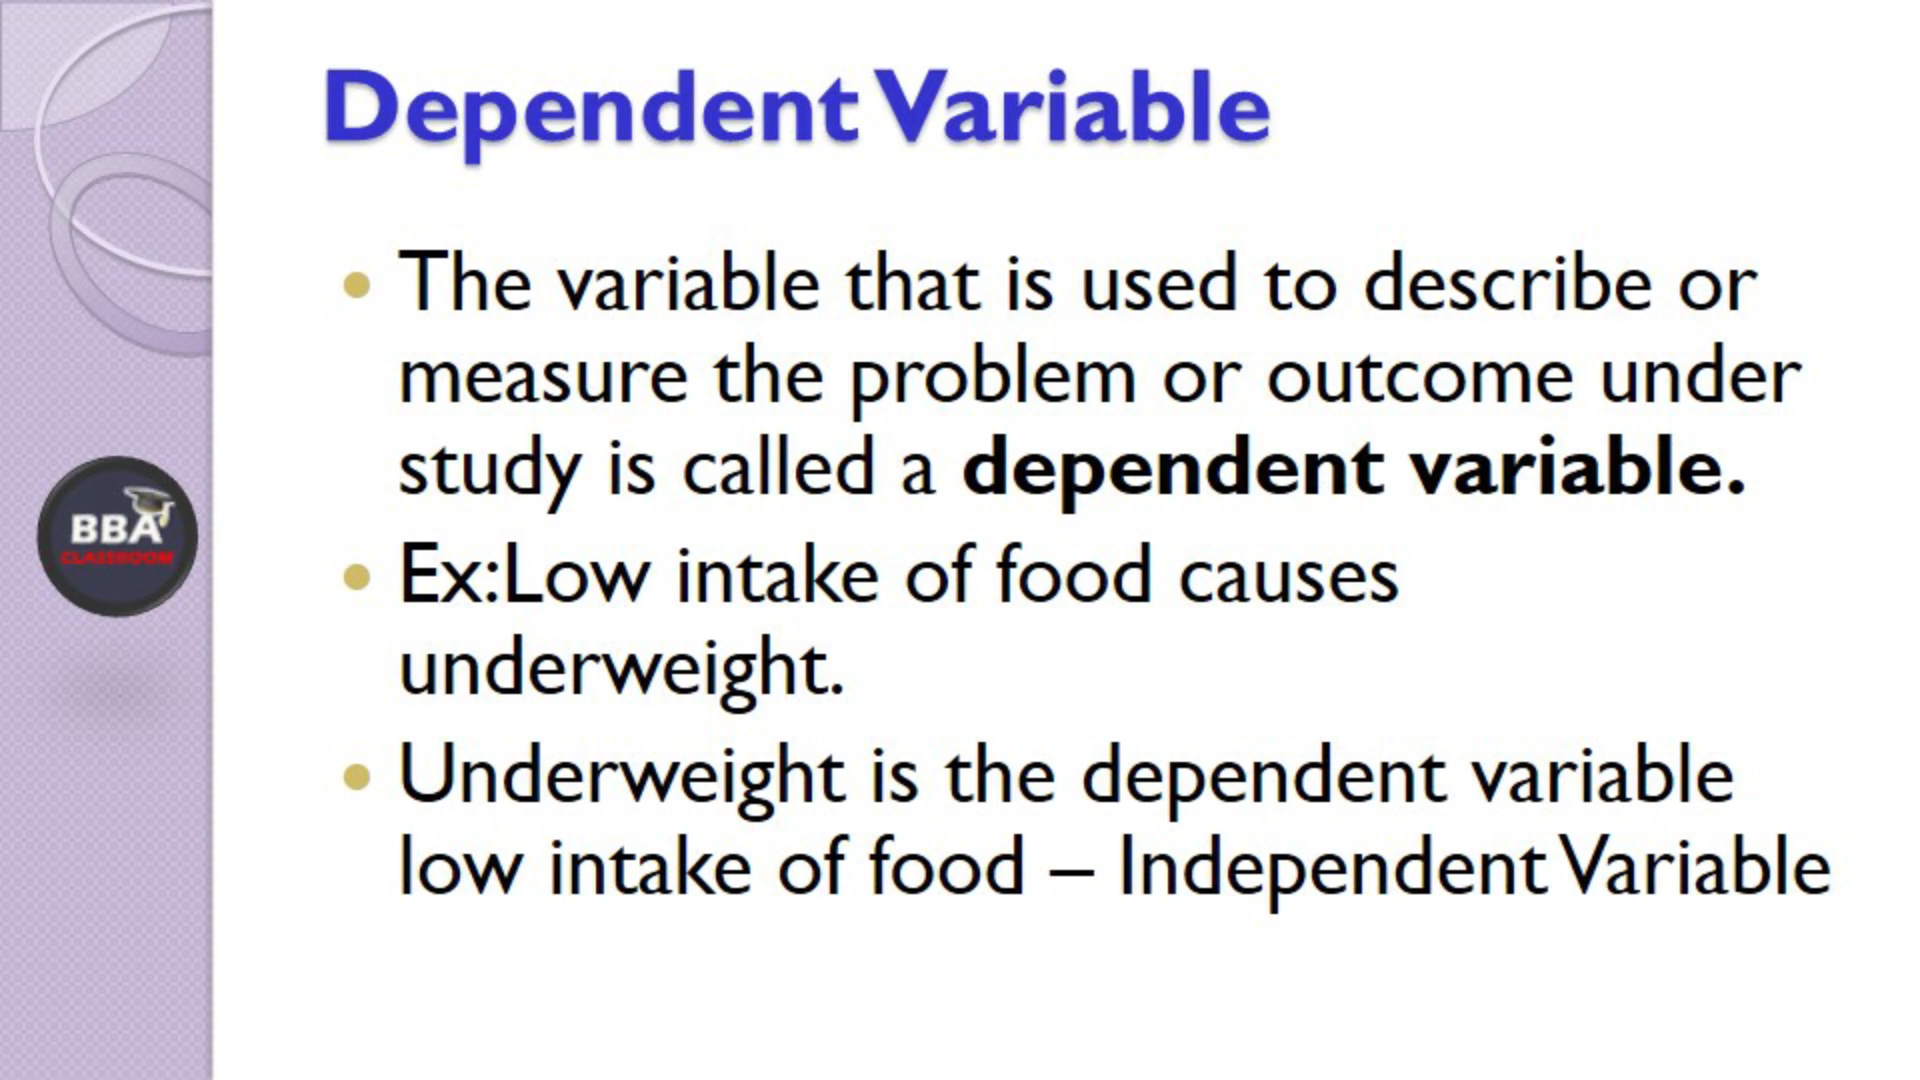 Dependent Variable
The variable that is used to describe or
measure the problem or outcome under
study is called a dependent variable.
Ex:Low intake of food causes
underweight.
Underweight is the dependent variable
low intake of food – Independent Variable
BBA
CLASSROOM